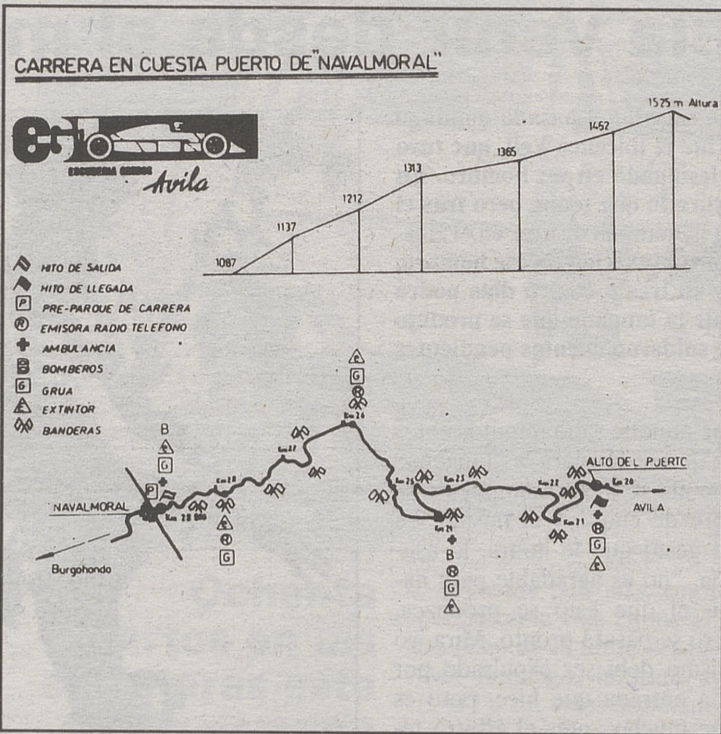 CARRERA EN CUESTA PUERTO DE "NAVALMORAL"
Avila
1525 m Altura
1452
1365
1313
1212
1137
1087
HITO DE SALIDA
HITO DE LLEGADA
P PRE-PARQUE DE CARRERA
R EMISORA RADIO TELEFONO
AMBULANCIA
B BOMBEROS
G GRUA
E EXTINTOR
BANDERAS
E
G
R
Km 26
B
E
G
P
NAVALMORAL
Km 28
Km 28
Km 27
E
R
G
Burgohondo
Km 25
Km 23
Km 22
Km 21
Km 24
B
R
G
E
ALTO DEL PUERTO
Km 20
AVILA
R
G
E